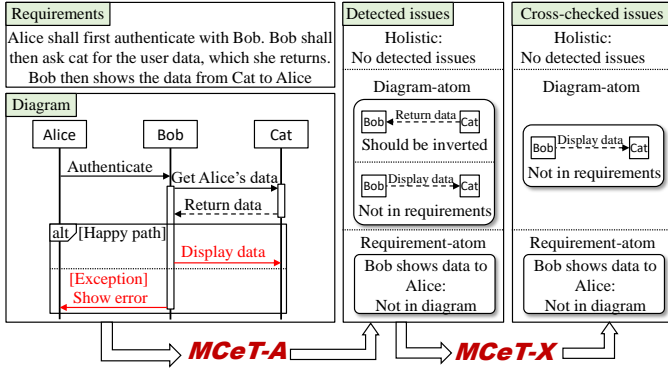 Requirements
Alice shall first authenticate with Bob. Bob shall
then ask cat for the user data, which she returns.
Bob then shows the data from Cat to Alice
Diagram
Alice
Bob
Cat
Authenticate
Get Alice's data
Return data
alt
[Happy path]
Display data
[Exception]
Show error
Detected issues
Holistic:
No detected issues
Diagram-atom
Bob
Return data
Cat
Should be inverted
Bob
Display data
Cat
Not in requirements
Requirement-atom
Bob shows data to
Alice:
Not in diagram
Cross-checked issues
Holistic:
No detected issues
Diagram-atom
Bob
Display data
Cat
Not in requirements
Requirement-atom
Bob shows data to
Alice:
Not in diagram
MCeT-A
MCeT-X